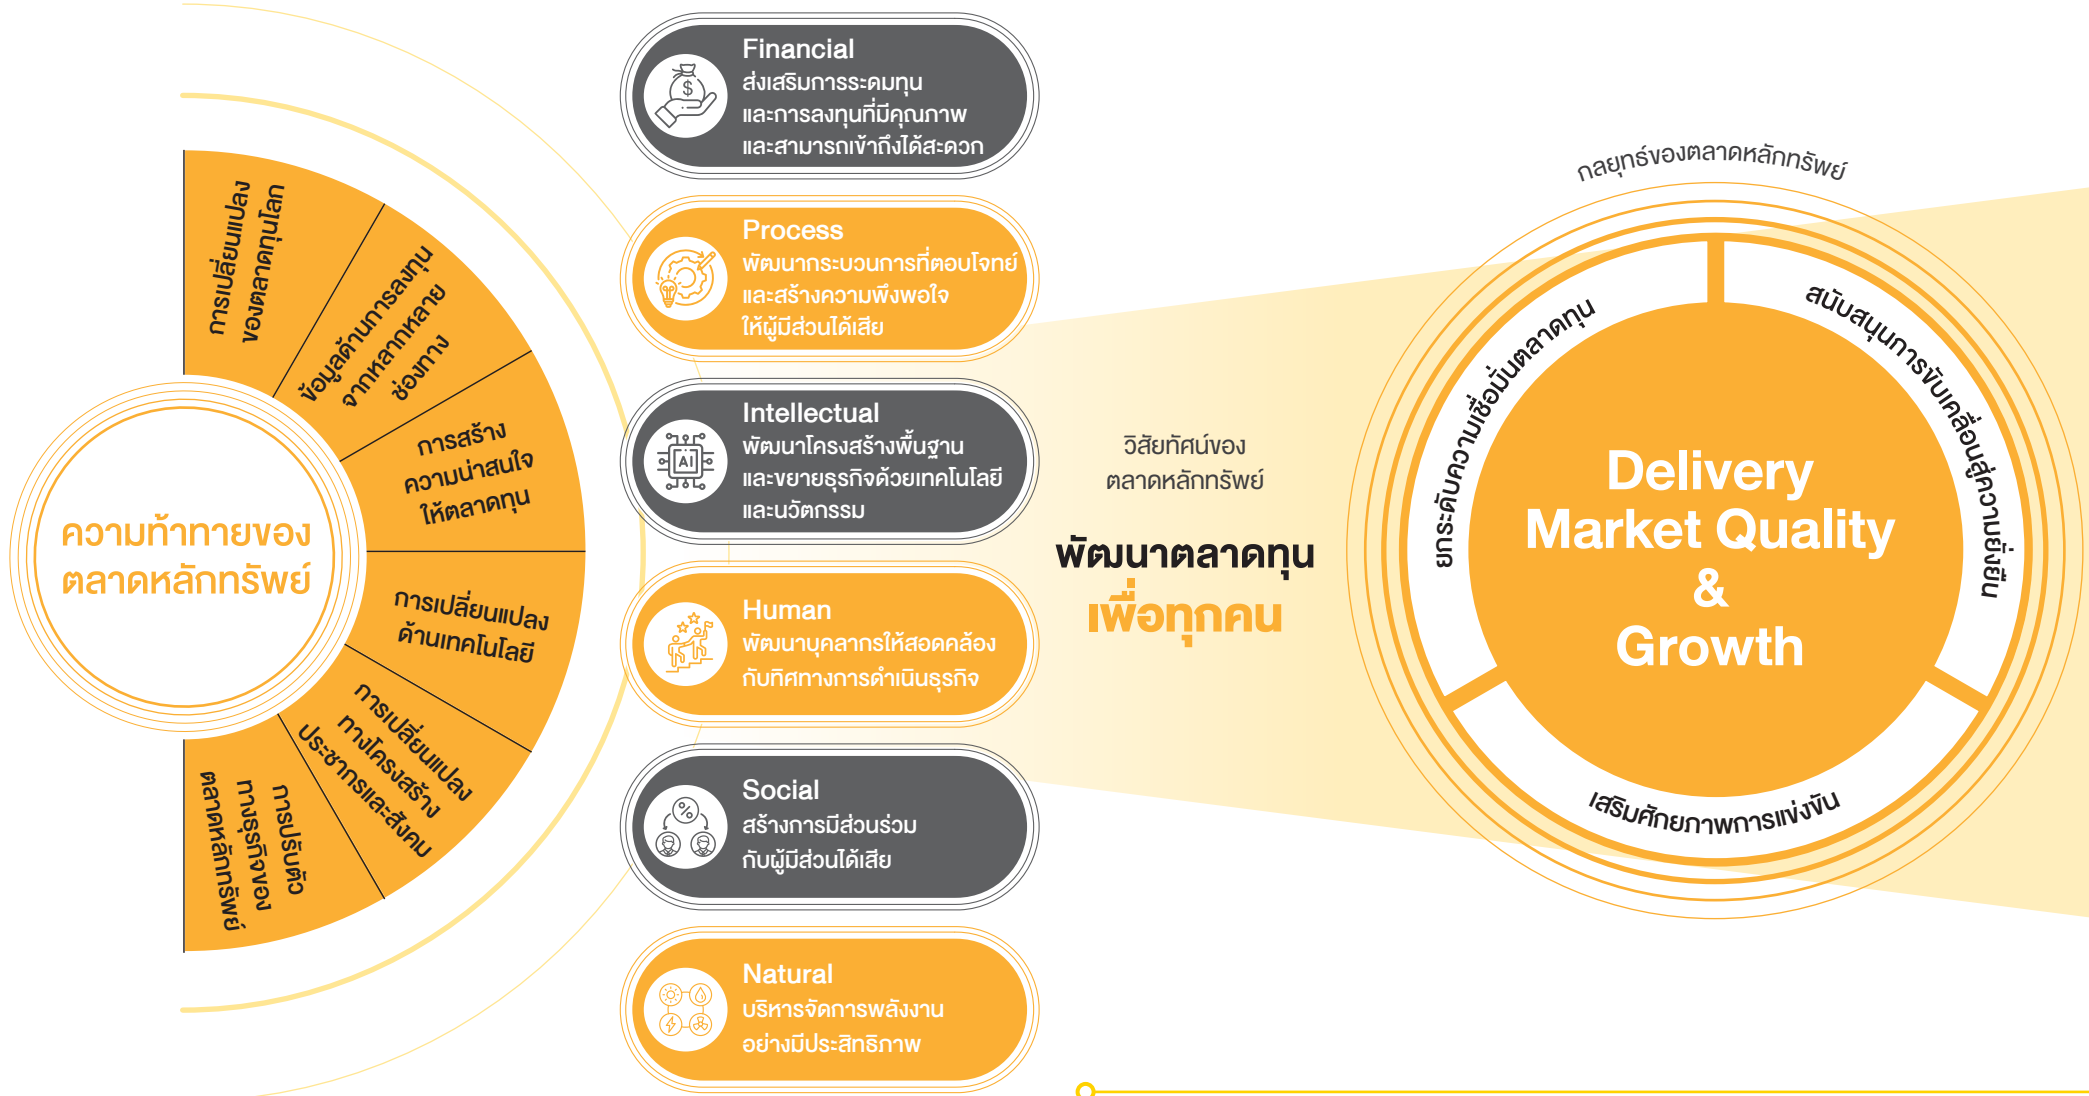 ความท้าทายของ
ตลาดหลักทรัพย์
การเปลี่ยนแปลง
ของตลาดทุนโลก
ข้อมูลด้านการลงทุน
จากหลากหลาย
ช่องทาง
การสร้าง
ความน่าสนใจ
ให้ตลาดทุน
การเปลี่ยนแปลง
ด้านเทคโนโลยี
การเปลี่ยนแปลง
ทางโครงสร้าง
ประชากรและสังคม
การปรับตัว
ทางธุรกิจของ
ตลาดหลักทรัพย์
Financial
ส่งเสริมการระดมทุน
และการลงทุนที่มีคุณภาพ
และสามารถเข้าถึงได้สะดวก
Process
พัฒนากระบวนการที่ตอบโจทย์
และสร้างความพึงพอใจ
ให้ผู้มีส่วนได้เสีย
AI
Intellectual
พัฒนาโครงสร้างพื้นฐาน
และขยายธุรกิจด้วยเทคโนโลยี
และนวัตกรรม
Human
พัฒนาบุคลากรให้สอดคล้อง
กับทิศทางการดำเนินธุรกิจ
Social
สร้างการมีส่วนร่วม
กับผู้มีส่วนได้เสีย
Natural
บริหารจัดการพลังงาน
อย่างมีประสิทธิภาพ
วิสัยทัศน์ของ
ตลาดหลักทรัพย์
พัฒนาตลาดทุน
เพื่อทุกคน
กลยุทธ์ของตลาดหลักทรัพย์
ยกระดับความเชื่อมั่นตลาดทุน
สนับสนุนการขับเคลื่อนสู่ความยั่งยืน
เสริมศักยภาพการแข่งขัน
Delivery
Market Quality
&
Growth